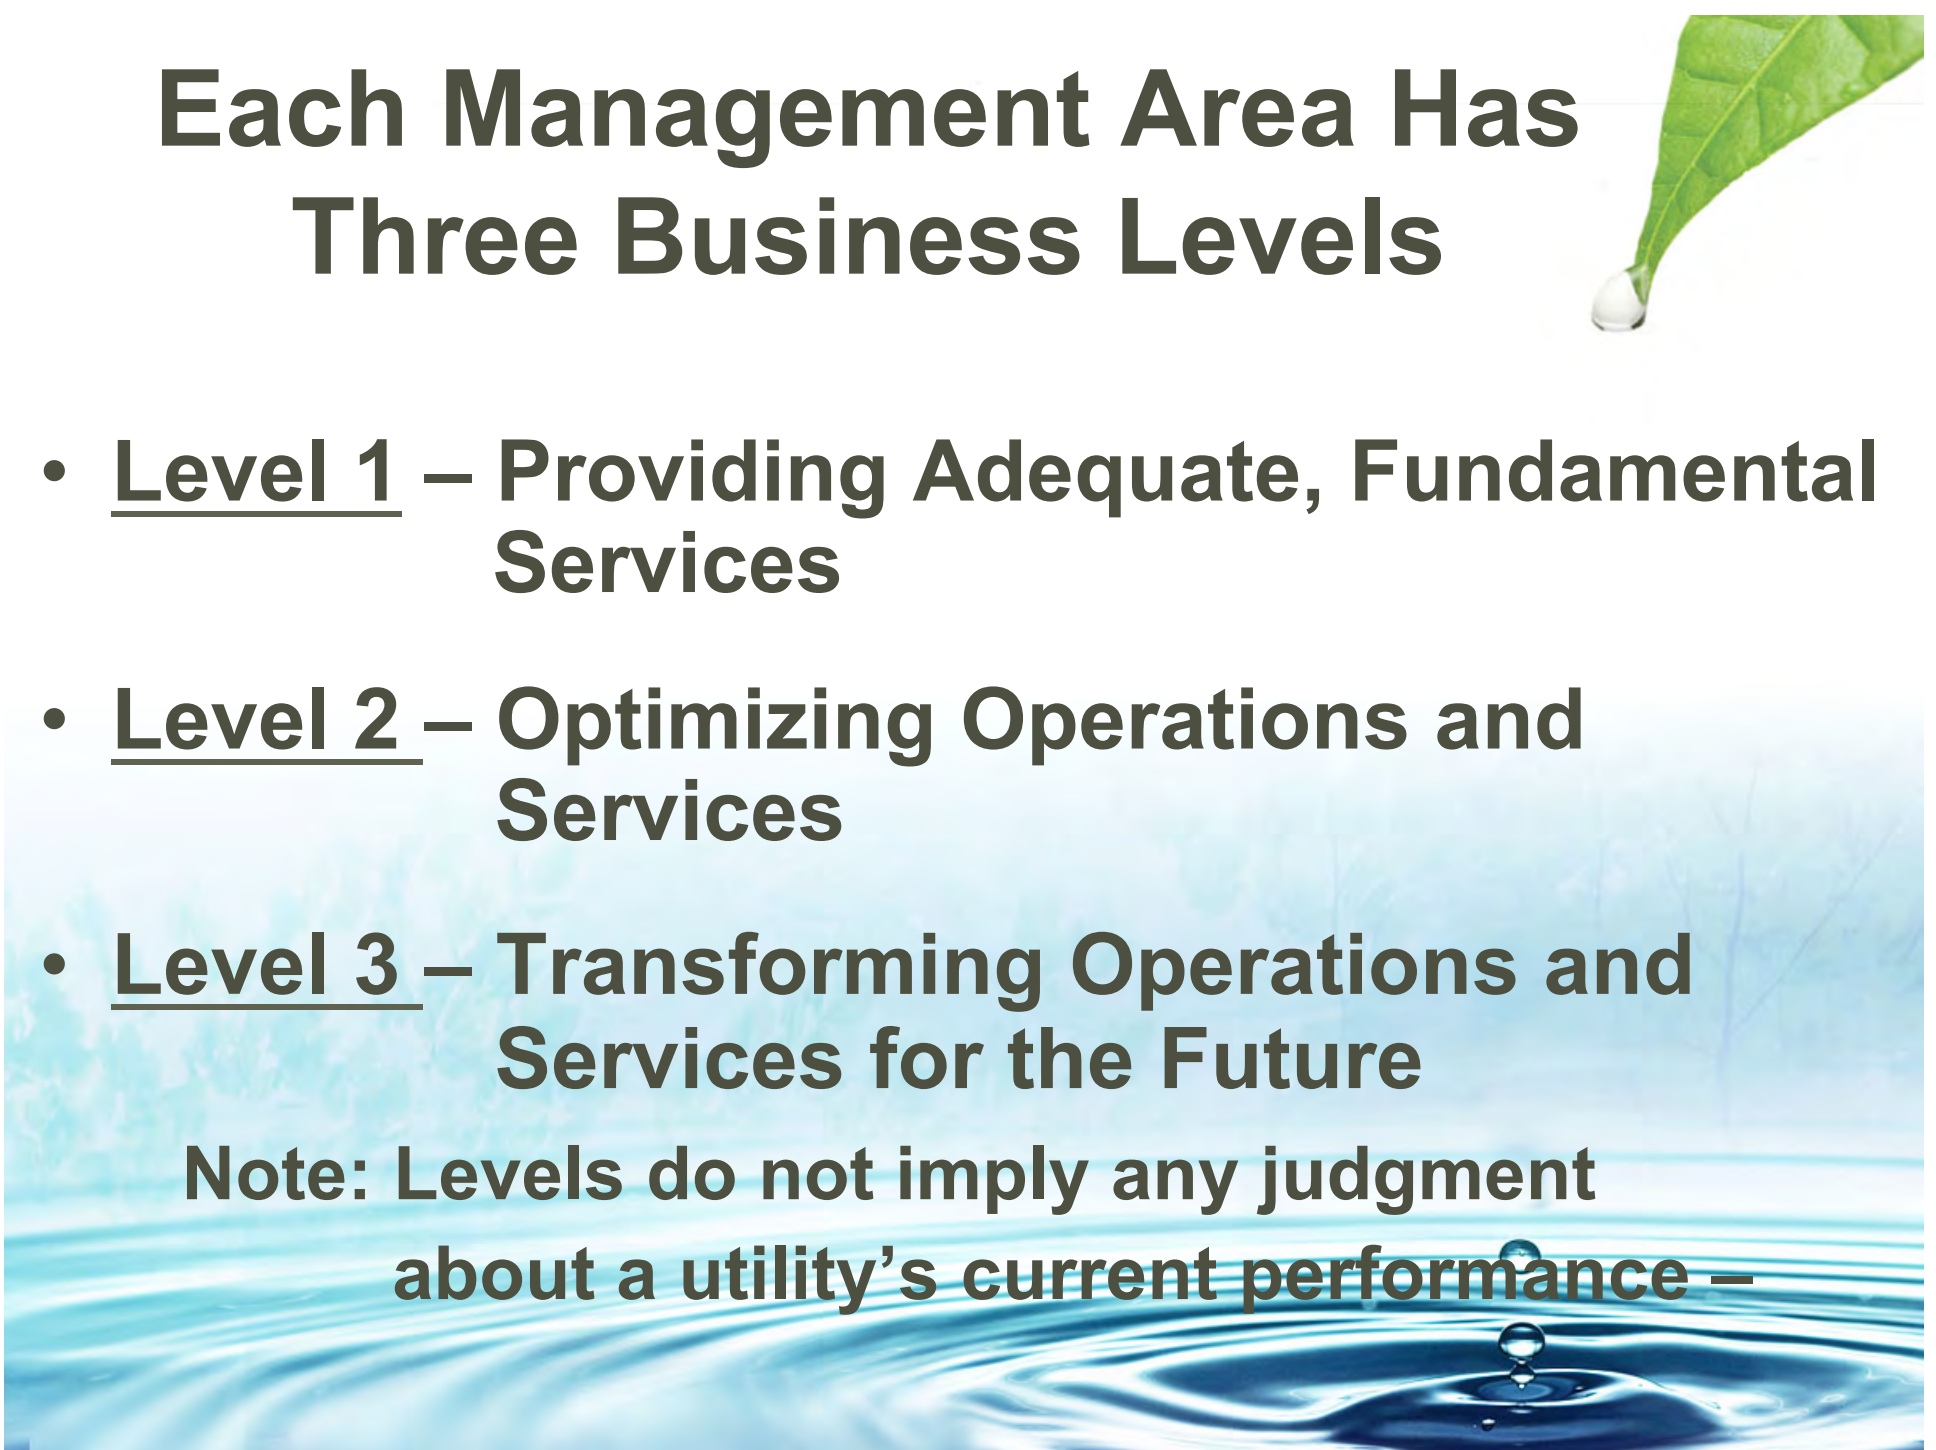 Each Management Area Has
Three Business Levels
• Level 1 – Providing Adequate, Fundamental
Services
• Level 2 – Optimizing Operations and
Services
• Level 3 – Transforming Operations and
Services for the Future
Note: Levels do not imply any judgment
about a utility’s current performance –